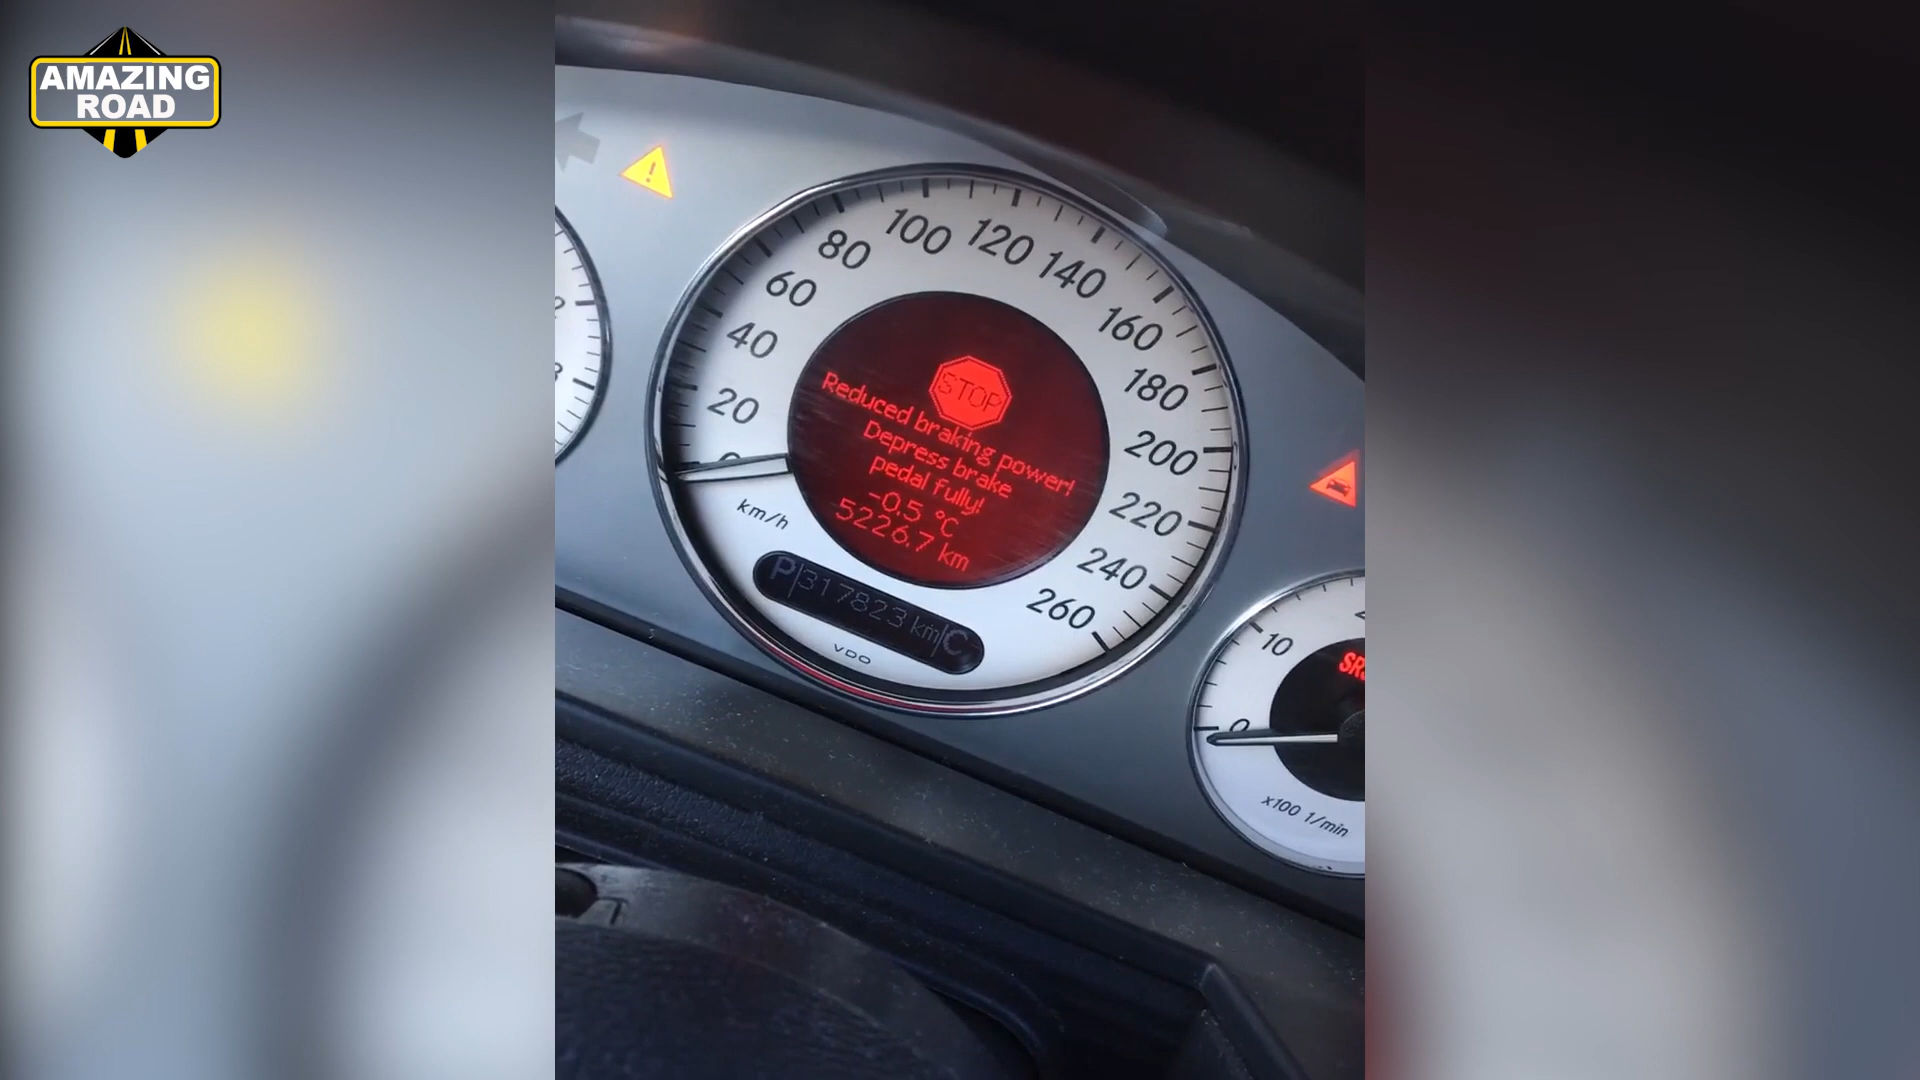 AMAZING
ROAD
80
100
120
140
60
160
40
180
20
200
0
220
240
260
STOP
Reduced braking power!
Depress brake
pedal fully!
-0.5 °C
5226.7 km
km/h
P 317823 km C
VDO
10
0
x100 1/min